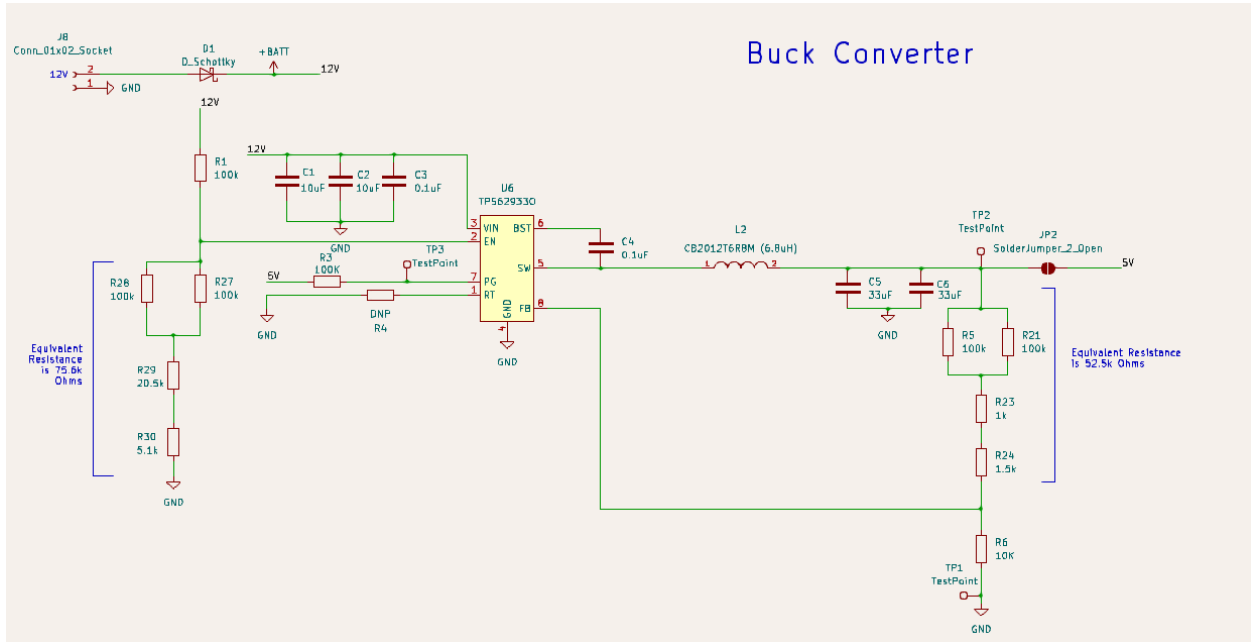 J8
Conn_01x02_Socket
12V
2
1
GND
D1
D_Schottky
+BATT
12V
Buck Converter
12V
R1
100k
12V
C1
10uF
C2
10uF
C3
0.1uF
GND
U6
TPS629330
3
VIN
BST
6
2
EN
SW
5
7
PG
1
RT
GND
FB
8
4
GND
C4
0.1uF
L2
CB2012T6R8M (6.8uH)
1
2
TP2
TestPoint
JP2
SolderJumper_2_Open
5V
C5
33uF
C6
33uF
GND
TP3
TestPoint
R3
100K
5V
DNP
R4
GND
R28
100k
R27
100k
Equivalent
Resistance
is 75.6k
Ohms
R29
20.5k
R30
5.1k
GND
R5
100k
R21
100k
Equivalent Resistance
is 52.5k Ohms
R23
1k
R24
1.5k
R6
10K
TP1
TestPoint
GND